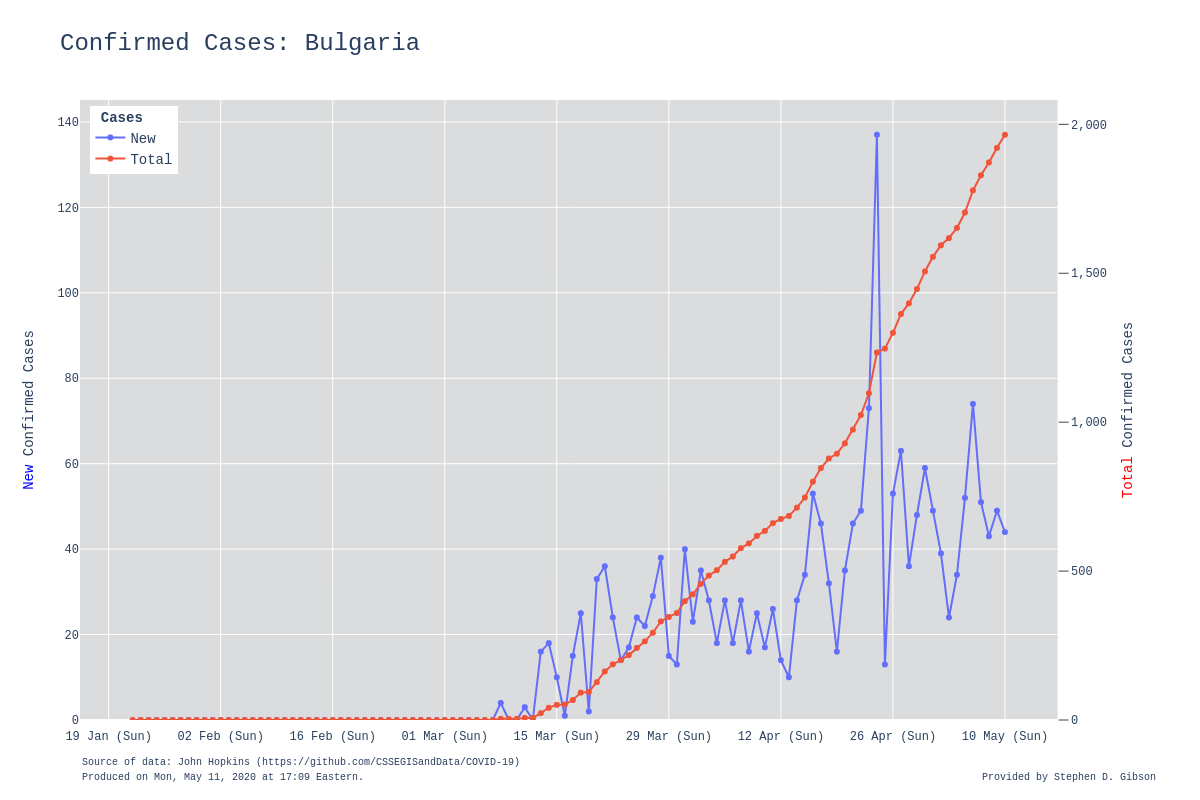 Confirmed Cases: Bulgaria
Cases
New
Total
140
120
100
80
60
40
20
0
2,000
1,500
1,000
500
0
New Confirmed Cases
Total Confirmed Cases
19 Jan (Sun) 02 Feb (Sun) 16 Feb (Sun) 01 Mar (Sun) 15 Mar (Sun) 29 Mar (Sun) 12 Apr (Sun) 26 Apr (Sun) 10 May (Sun)
Source of data: John Hopkins (https://github.com/CSSEGISandData/COVID-19)
Produced on Mon, May 11, 2020 at 17:09 Eastern.
Provided by Stephen D. Gibson